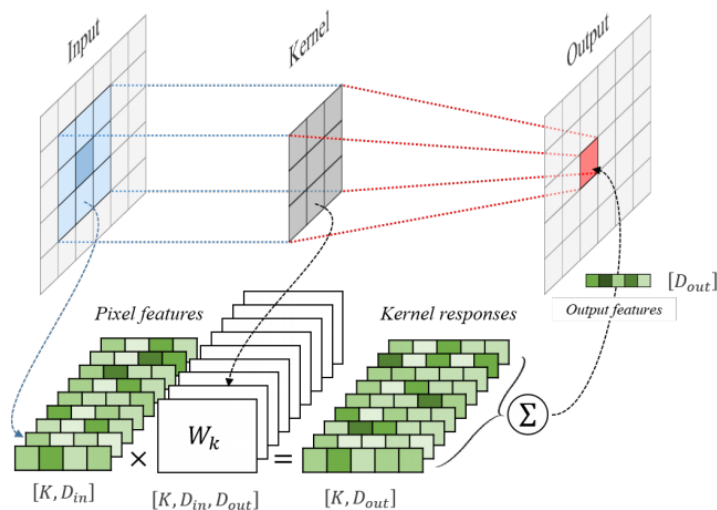 Input
Kernel
Output
[D_out]
Output features
Pixel features
Kernel responses
W_k
×
=
Σ
[K, D_in]
[K, D_in, D_out]
[K, D_out]